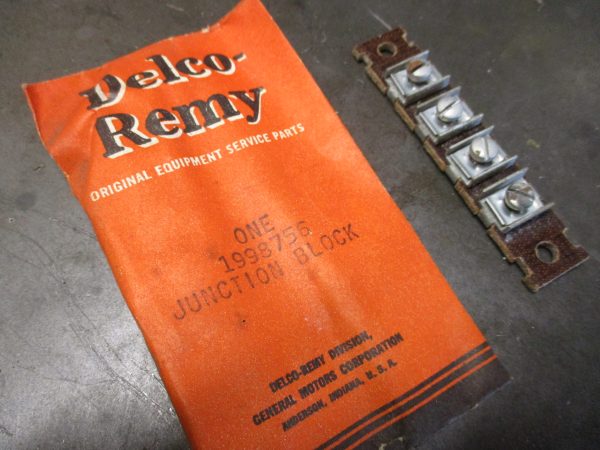 Delco-
Remy
ORIGINAL EQUIPMENT SERVICE PARTS
ONE
1998756
JUNCTION BLOCK
DELCO-REMY DIVISION,
GENERAL MOTORS CORPORATION
ANDERSON, INDIANA, U. S. A.